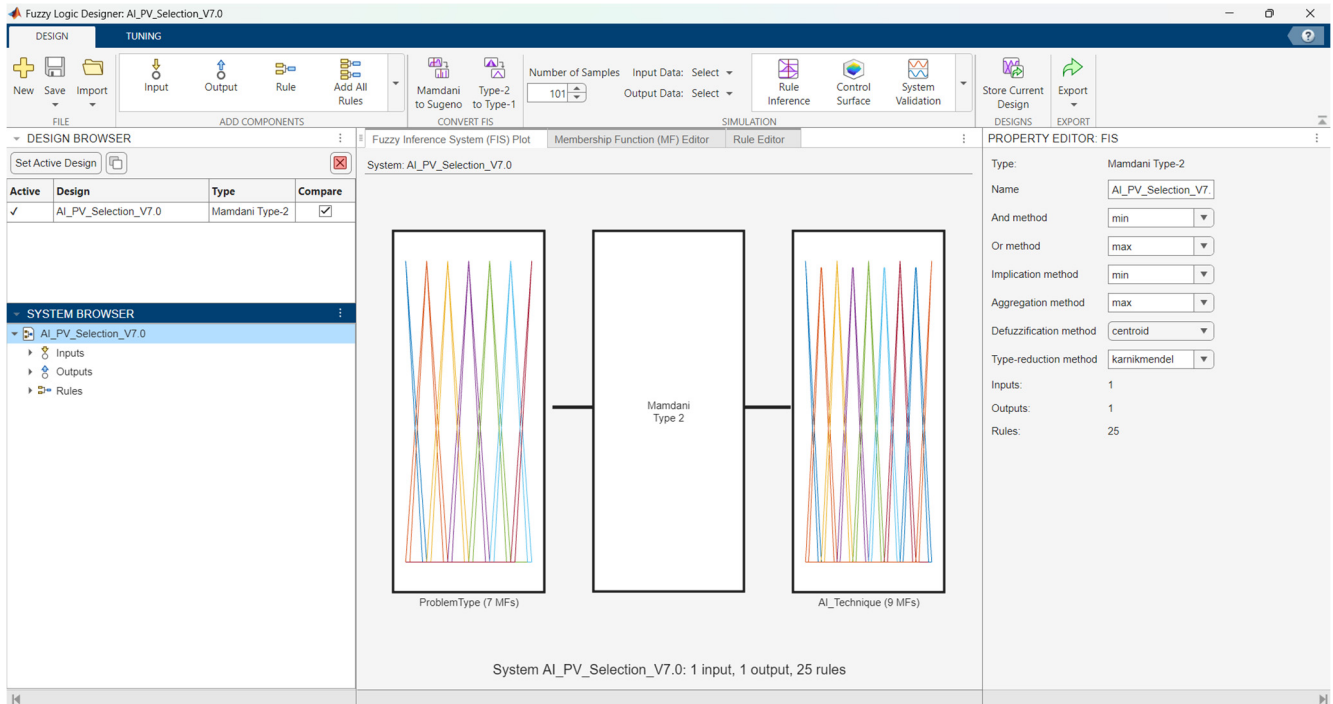 Fuzzy Logic Designer: AI_PV_Selection_V7.0
DESIGN
TUNING
New
Save
Import
FILE
Input
Output
Rule
Add All
Rules
ADD COMPONENTS
Mamdani
to Sugeno
Type-2
to Type-1
CONVERT FIS
Number of Samples
101
Input Data: Select
Output Data: Select
Rule
Inference
Control
Surface
System
Validation
SIMULATION
Store Current
Design
DESIGNS
Export
EXPORT
DESIGN BROWSER
Set Active Design
Active Design Type Compare
✓ AI_PV_Selection_V7.0 Mamdani Type-2
SYSTEM BROWSER
AI_PV_Selection_V7.0
Inputs
Outputs
Rules
Fuzzy Inference System (FIS) Plot
Membership Function (MF) Editor
Rule Editor
System: AI_PV_Selection_V7.0
Mamdani
Type 2
ProblemType (7 MFs)
AI_Technique (9 MFs)
System AI_PV_Selection_V7.0: 1 input, 1 output, 25 rules
PROPERTY EDITOR: FIS
Type: Mamdani Type-2
Name AI_PV_Selection_V7.
And method min
Or method max
Implication method min
Aggregation method max
Defuzzification method centroid
Type-reduction method karnikmendel
Inputs: 1
Outputs: 1
Rules: 25